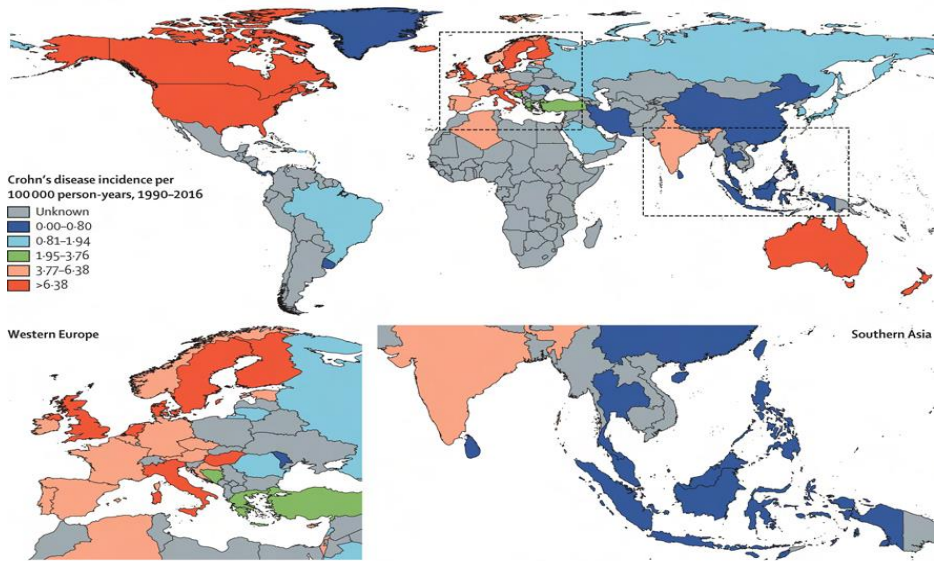 Crohn's disease incidence per
100 000 person-years, 1990–2016
Unknown
0·00–0·80
0·81–1·94
1·95–3·76
3·77–6·38
>6·38
Western Europe
Southern Asia